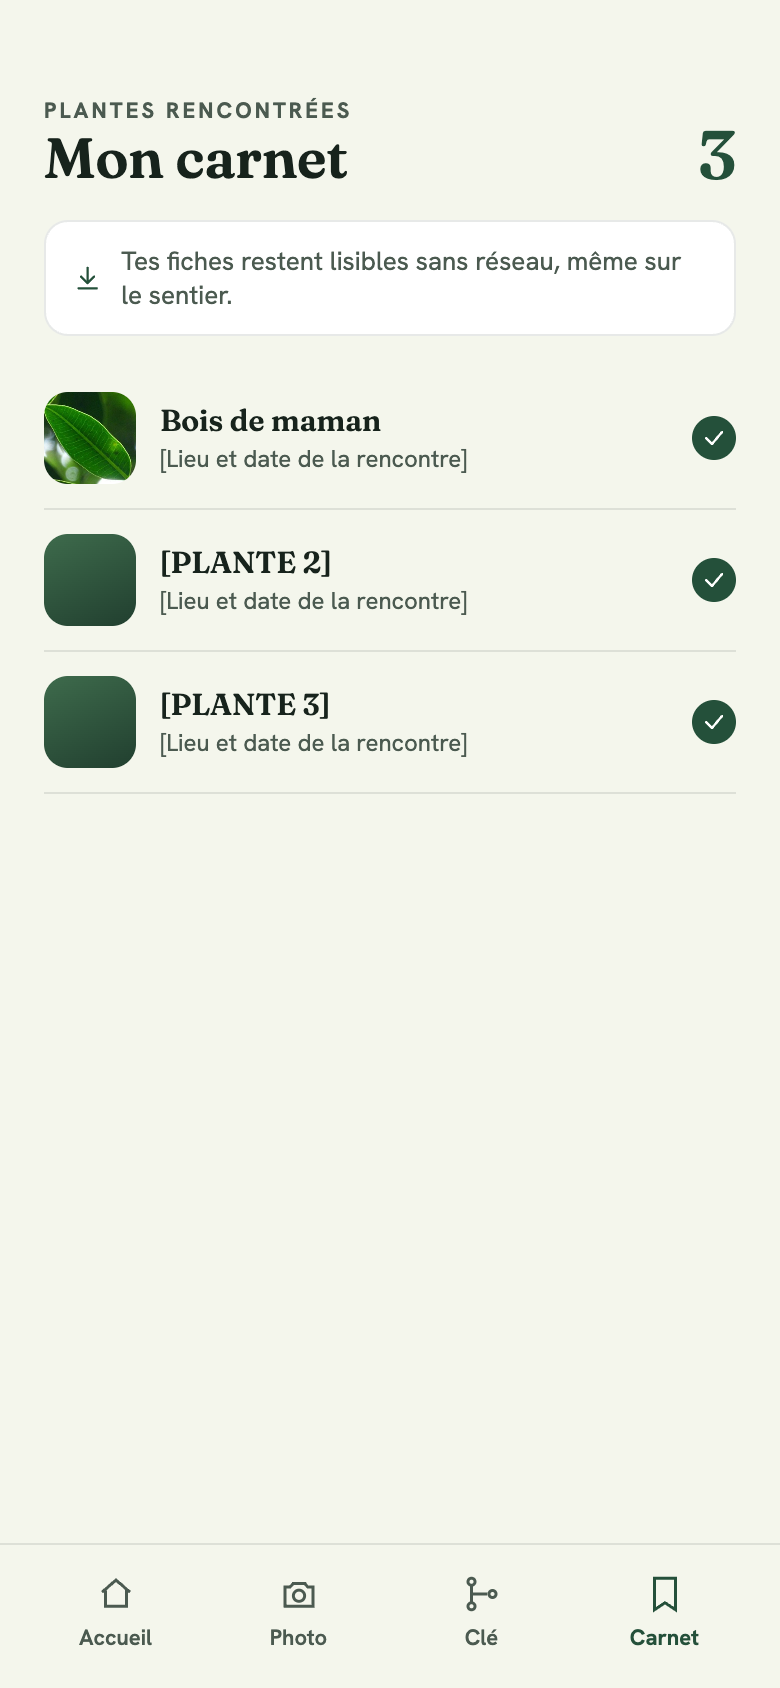 PLANTES RENCONTRÉES
Mon carnet
3
Tes fiches restent lisibles sans réseau, même sur
le sentier.
Bois de maman
[Lieu et date de la rencontre]
[PLANTE 2]
[Lieu et date de la rencontre]
[PLANTE 3]
[Lieu et date de la rencontre]
Accueil
Photo
Clé
Carnet